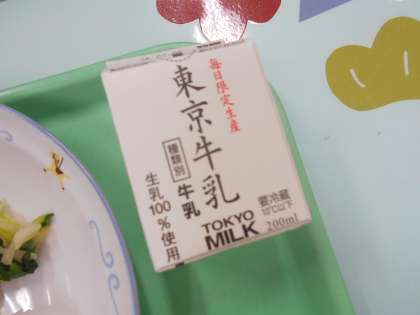 毎日限定生産
東京牛乳
種類別
牛乳
生乳100%使用
TOKYO
MILK
要冷蔵
10℃以下
200ml